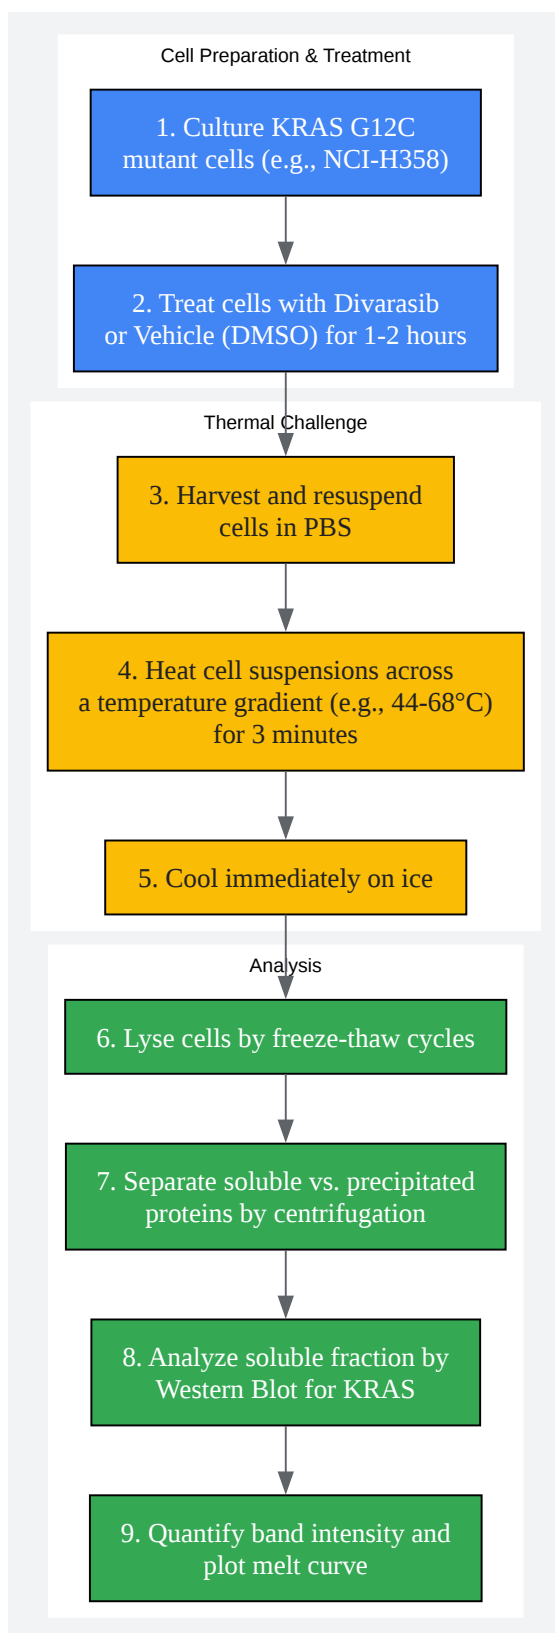 Cell Preparation & Treatment
1. Culture KRAS G12C
mutant cells (e.g., NCI-H358)
2. Treat cells with Divarasib
or Vehicle (DMSO) for 1-2 hours
Thermal Challenge
3. Harvest and resuspend
cells in PBS
4. Heat cell suspensions across
a temperature gradient (e.g., 44-68°C)
for 3 minutes
5. Cool immediately on ice
Analysis
6. Lyse cells by freeze-thaw cycles
7. Separate soluble vs. precipitated
proteins by centrifugation
8. Analyze soluble fraction by
Western Blot for KRAS
9. Quantify band intensity and
plot melt curve